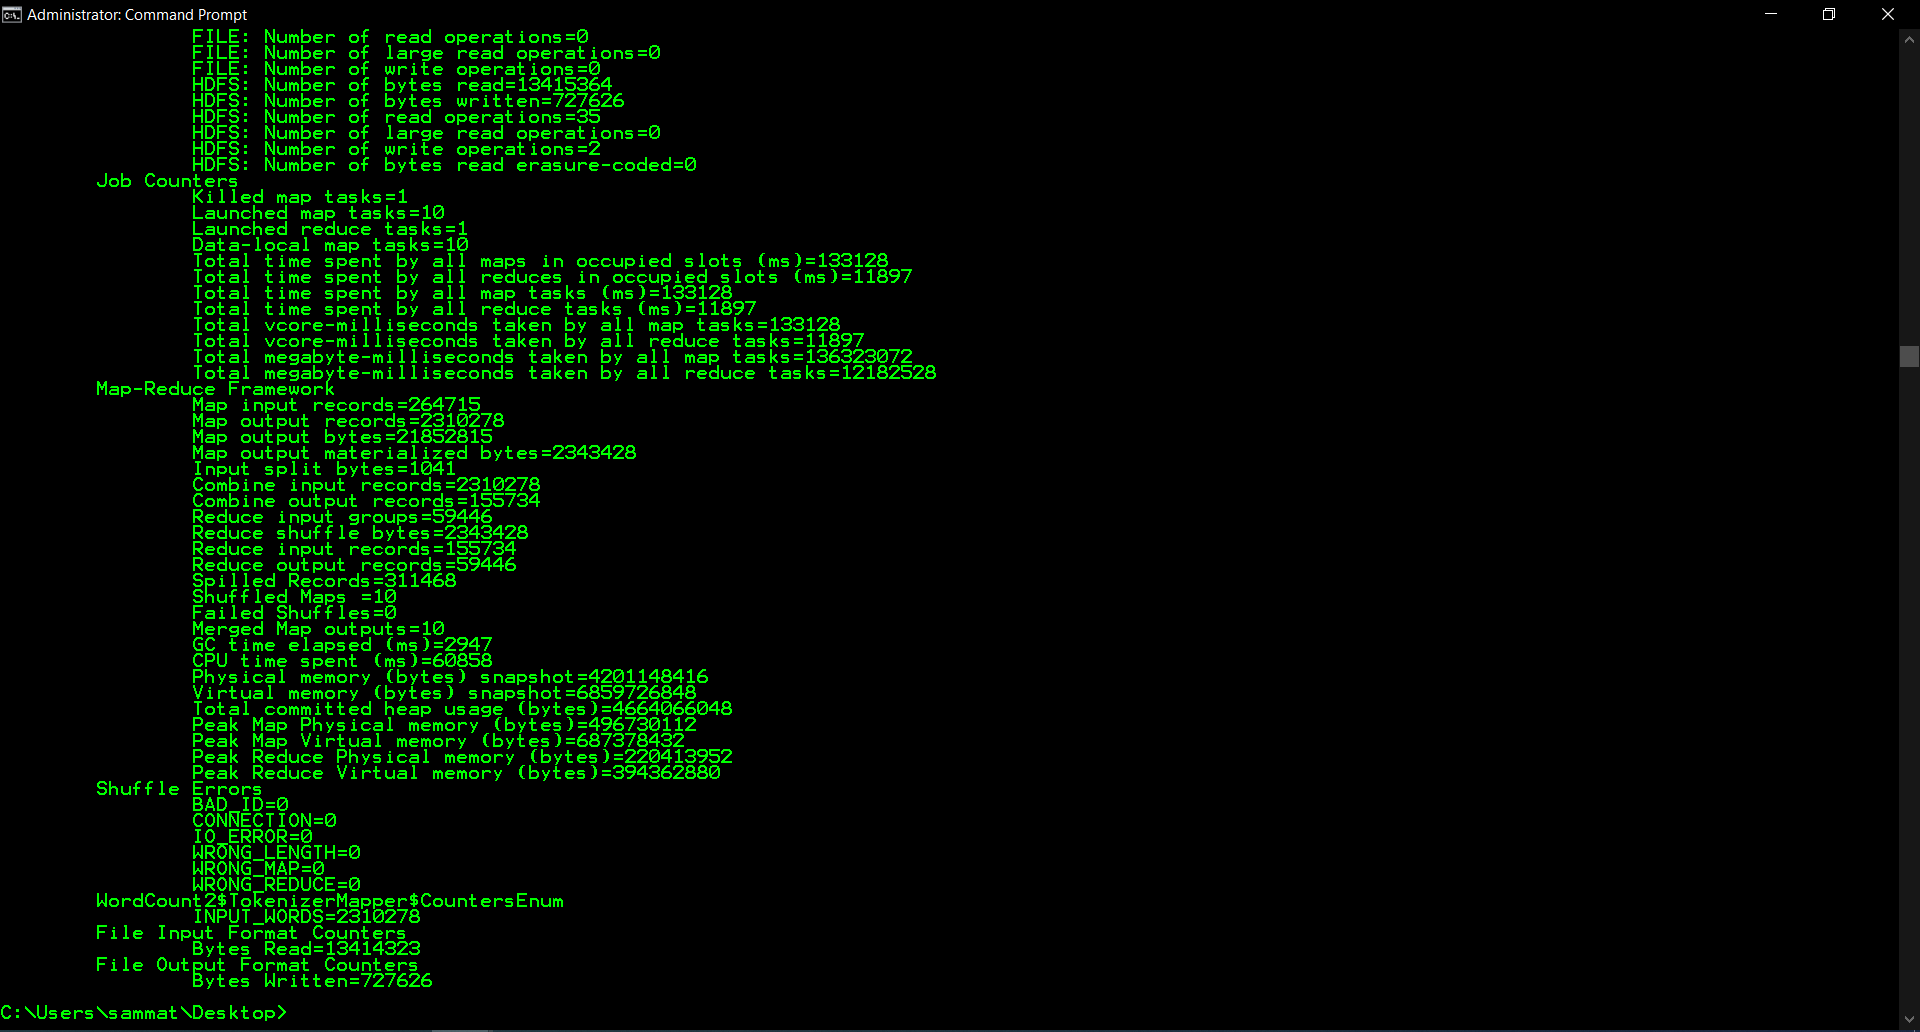 Administrator: Command Prompt
FILE: Number of read operations=0
FILE: Number of large read operations=0
FILE: Number of write operations=0
HDFS: Number of bytes read=13415364
HDFS: Number of bytes written=727626
HDFS: Number of read operations=35
HDFS: Number of large read operations=0
HDFS: Number of write operations=2
HDFS: Number of bytes read erasure-coded=0
Job Counters
Killed map tasks=1
Launched map tasks=10
Launched reduce tasks=1
Data-local map tasks=10
Total time spent by all maps in occupied slots (ms)=133128
Total time spent by all reduces in occupied slots (ms)=11897
Total time spent by all map tasks (ms)=133128
Total time spent by all reduce tasks (ms)=11897
Total vcore-milliseconds taken by all map tasks=133128
Total vcore-milliseconds taken by all reduce tasks=11897
Total megabyte-milliseconds taken by all map tasks=136323072
Total megabyte-milliseconds taken by all reduce tasks=12182528
Map-Reduce Framework
Map input records=264715
Map output records=2310278
Map output bytes=21852815
Map output materialized bytes=2343428
Input split bytes=1041
Combine input records=2310278
Combine output records=155734
Reduce input groups=59446
Reduce shuffle bytes=2343428
Reduce input records=155734
Reduce output records=59446
Spilled Records=311468
Shuffled Maps =10
Failed Shuffles=0
Merged Map outputs=10
GC time elapsed (ms)=2947
CPU time spent (ms)=60858
Physical memory (bytes) snapshot=4201148416
Virtual memory (bytes) snapshot=6859726848
Total committed heap usage (bytes)=4664066048
Peak Map Physical memory (bytes)=496730112
Peak Map Virtual memory (bytes)=687378432
Peak Reduce Physical memory (bytes)=220413952
Peak Reduce Virtual memory (bytes)=394362880
Shuffle Errors
BAD_ID=0
CONNECTION=0
IO_ERROR=0
WRONG_LENGTH=0
WRONG_MAP=0
WRONG_REDUCE=0
WordCount2$TokenizerMapper$CountersEnum
INPUT_WORDS=2310278
File Input Format Counters
Bytes Read=13414323
File Output Format Counters
Bytes Written=727626
C:\Users\sammat\Desktop>